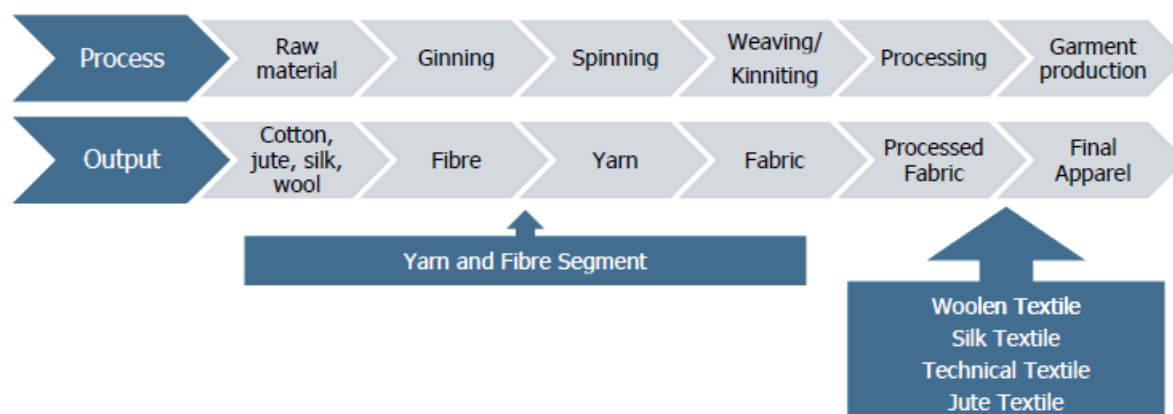 Process
Raw
material
Ginning
Spinning
Weaving/
Kinniting
Processing
Garment
production
Output
Cotton,
jute, silk,
wool
Fibre
Yarn
Fabric
Processed
Fabric
Final
Apparel
Yarn and Fibre Segment
Woolen Textile
Silk Textile
Technical Textile
Jute Textile